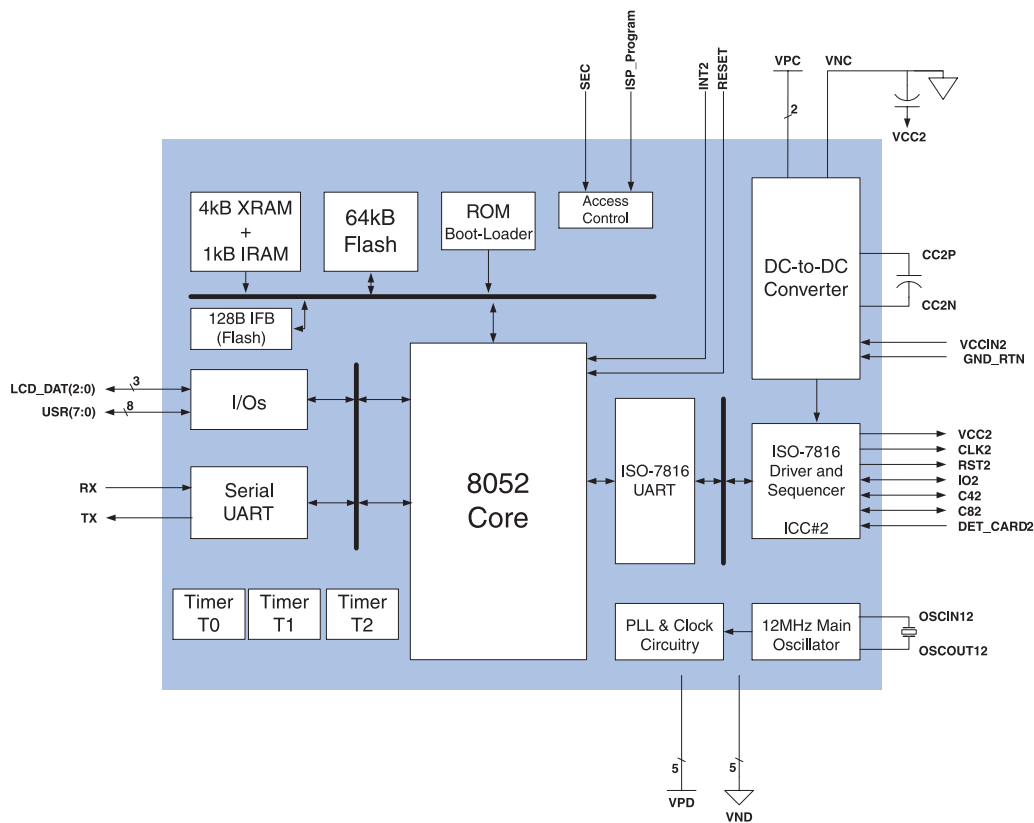 SEC
ISP_Program
INT2
RESET
VPC
VNC
2
VCC2
4kB XRAM
+
1kB IRAM
64kB
Flash
ROM
Boot-Loader
Access
Control
DC-to-DC
Converter
CC2P
CC2N
128B IFB
(Flash)
VCCIN2
GND_RTN
LCD_DAT(2:0)
3
USR(7:0)
8
I/Os
8052
Core
ISO-7816
UART
ISO-7816
Driver and
Sequencer
ICC#2
VCC2
CLK2
RST2
IO2
C42
C82
DET_CARD2
RX
TX
Serial
UART
Timer
T0
Timer
T1
Timer
T2
PLL & Clock
Circuitry
12MHz Main
Oscillator
OSCIN12
OSCOUT12
5
VPD
5
VND